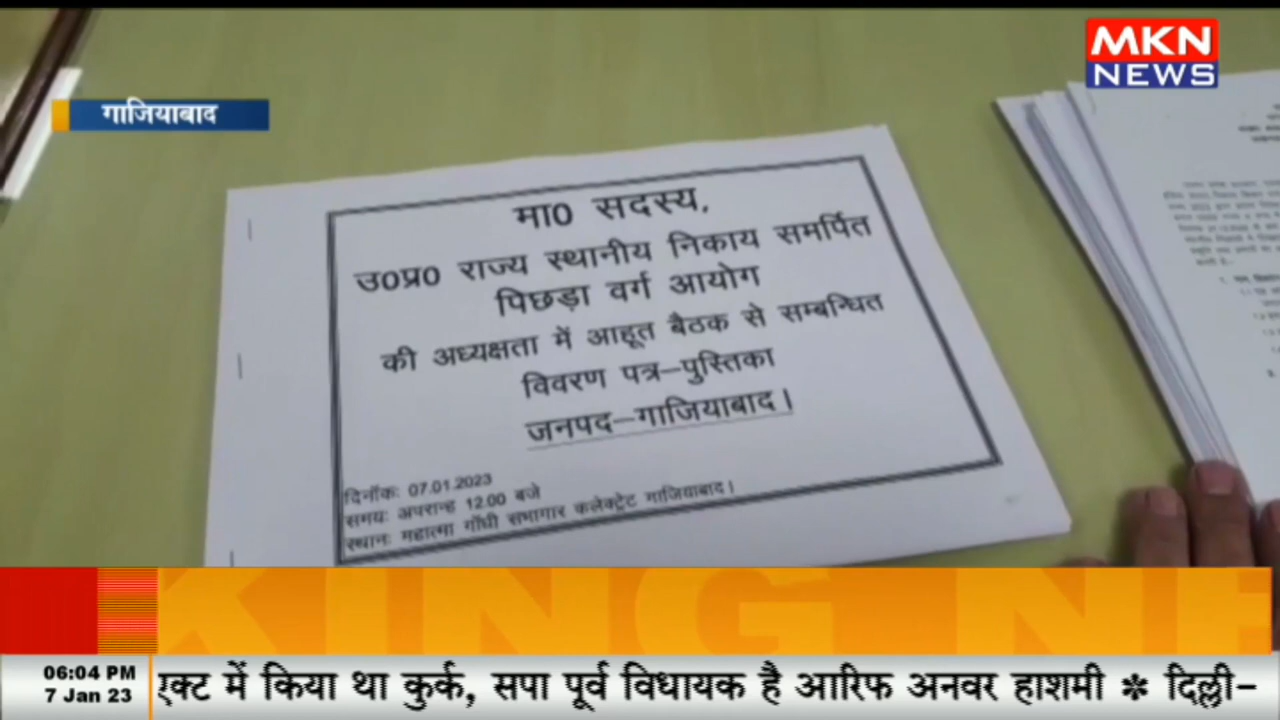 MKN
NEWS
गाजियाबाद
मा0 सदस्य,
उ0प्र0 राज्य स्थानीय निकाय समर्पित
पिछड़ा वर्ग आयोग
की अध्यक्षता में आहूत बैठक से सम्बन्धित
विवरण पत्र–पुस्तिका
जनपद–गाजियाबाद।
दिनॉकः 07.01.2023
समयः अपरान्ह 12.00 बजे
स्थानः महात्मा गॉंधी सभागार कलेक्ट्रेट गाजियाबाद।
KING NE
06:04 PM
7 Jan 23
एक्ट में किया था कुर्क, सपा पूर्व विधायक है आरिफ अनवर हाशमी * दिल्ली–